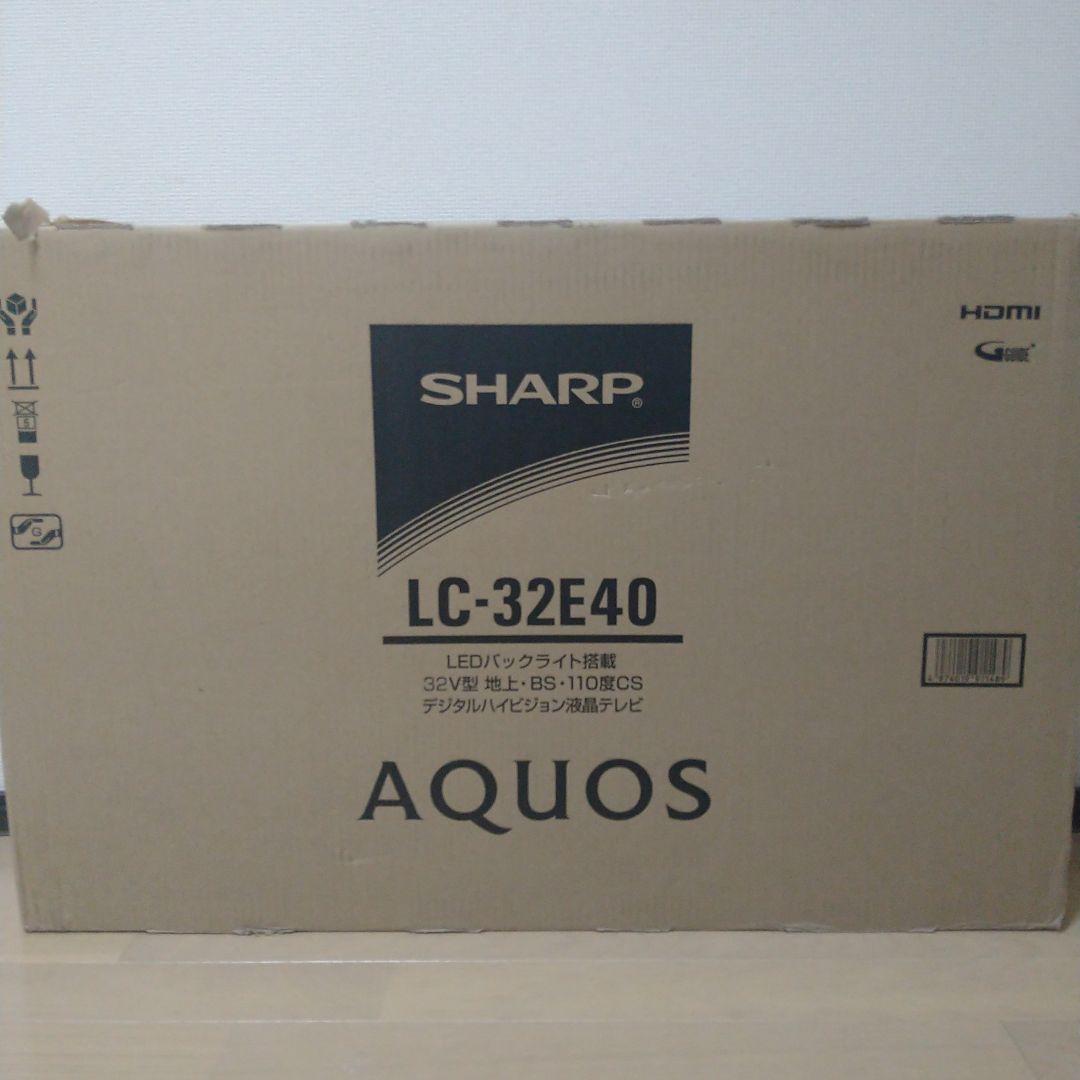 HDMI
G GUIDE
SHARP®
5
G
LC-32E40
LEDバックライト搭載
32V型 地上・BS・110度CS
デジタルハイビジョン液晶テレビ
AQUOS